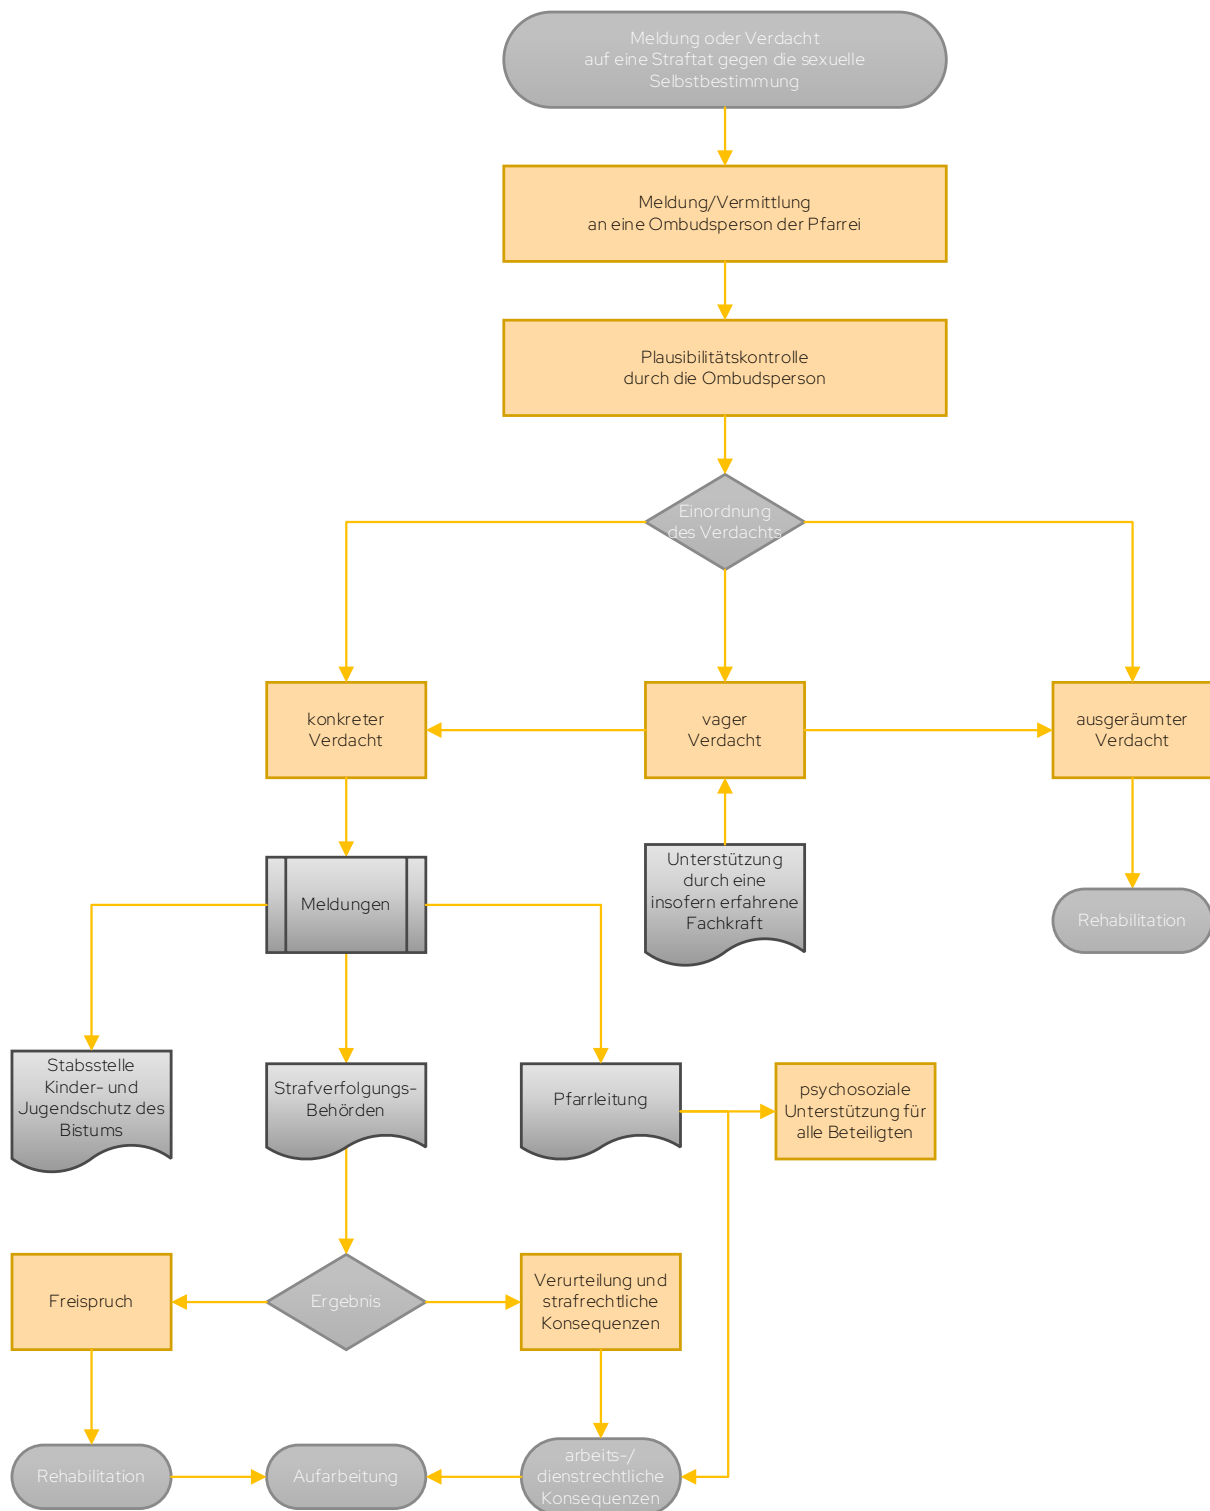 Meldung oder Verdacht
auf eine Straftat gegen die sexuelle
Selbstbestimmung
Meldung/Vermittlung
an eine Ombudsperson der Pfarrei
Plausibilitätskontrolle
durch die Ombudsperson
Einordnung
des Verdachts
konkreter
Verdacht
vager
Verdacht
ausgeräumter
Verdacht
Meldungen
Unterstützung
durch eine
insofern erfahrene
Fachkraft
Rehabilitation
Stabsstelle
Kinder- und
Jugendschutz des
Bistums
Strafverfolgungs-
Behörden
Pfarrleitung
psychosoziale
Unterstützung für
alle Beteiligten
Freispruch
Ergebnis
Verurteilung und
strafrechtliche
Konsequenzen
Rehabilitation
Aufarbeitung
arbeits-/
dienstrechtliche
Konsequenzen